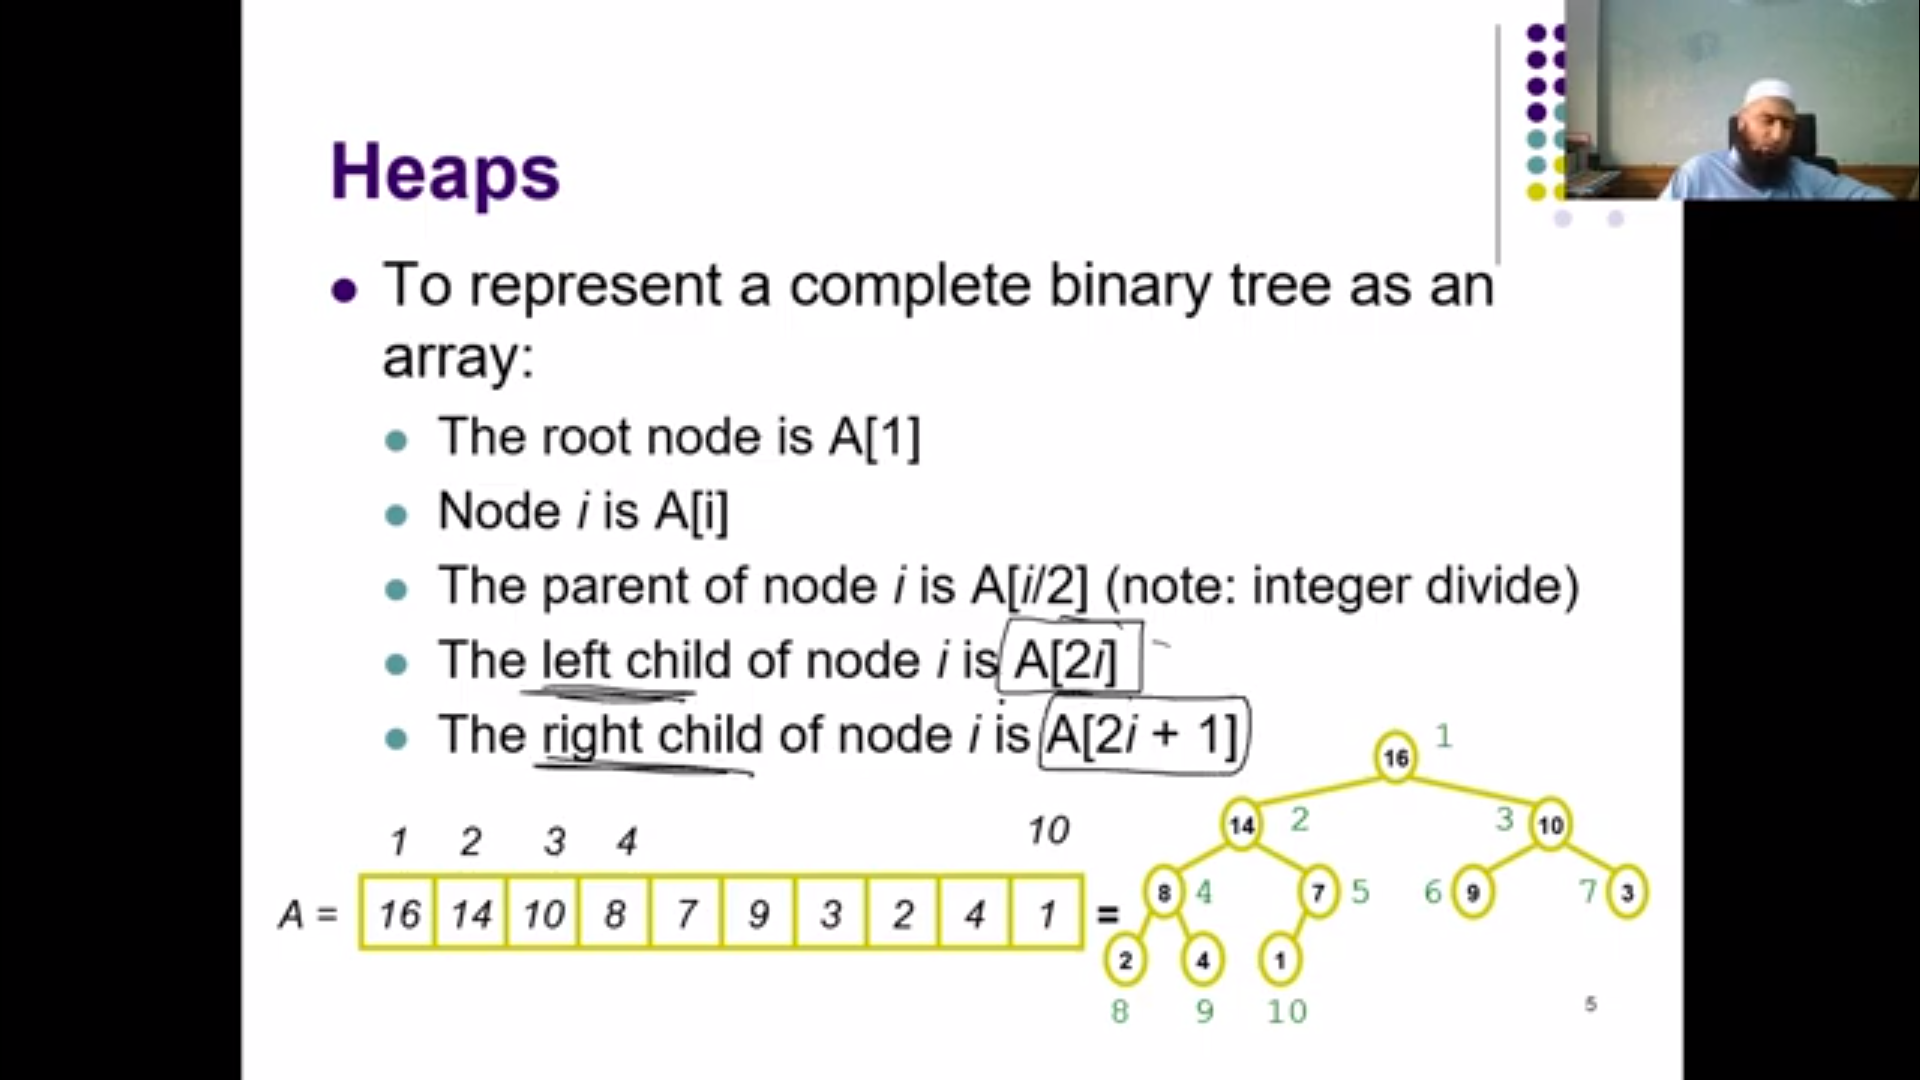 Heaps
To represent a complete binary tree as an
array:
The root node is A[1]
Node i is A[i]
The parent of node i is A[i/2] (note: integer divide)
The left child of node i is A[2i]
The right child of node i is A[2i + 1]
1 2 3 4 10
A = 16 14 10 8 7 9 3 2 4 1 =
16 1
14 2 3 10
8 4 7 5 6 9 7 3
2 4 1
8 9 10
5